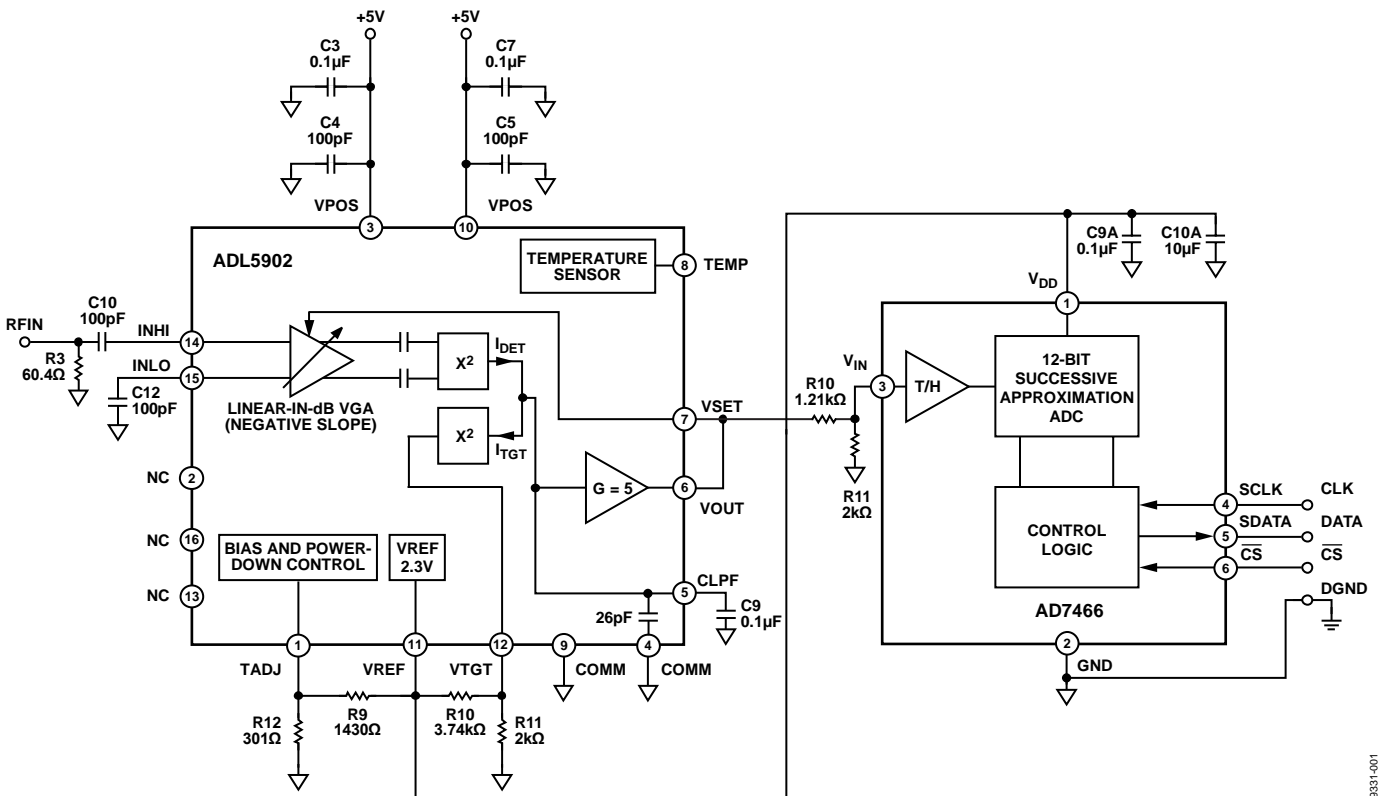 +5V
+5V
C3
0.1µF
C7
0.1µF
C4
100pF
C5
100pF
VPOS
VPOS
3
10
ADL5902
TEMPERATURE
SENSOR
8
TEMP
C10
100pF
RFIN
INHI
14
R3
60.4Ω
INLO
15
C12
100pF
LINEAR-IN-dB VGA
(NEGATIVE SLOPE)
X²
IDET
X²
ITGT
G = 5
7
VSET
6
VOUT
NC
2
NC
16
NC
13
BIAS AND POWER-
DOWN CONTROL
VREF
2.3V
26pF
5
CLPF
C9
0.1µF
1
11
12
9
4
TADJ
VREF
VTGT
COMM
COMM
R12
301Ω
R9
1430Ω
R10
3.74kΩ
R11
2kΩ
C9A
0.1µF
C10A
10µF
VDD
1
VIN
3
T/H
R10
1.21kΩ
R11
2kΩ
12-BIT
SUCCESSIVE
APPROXIMATION
ADC
CONTROL
LOGIC
4
SCLK
CLK
5
SDATA
DATA
6
CS
CS
DGND
AD7466
2
GND
9331-001